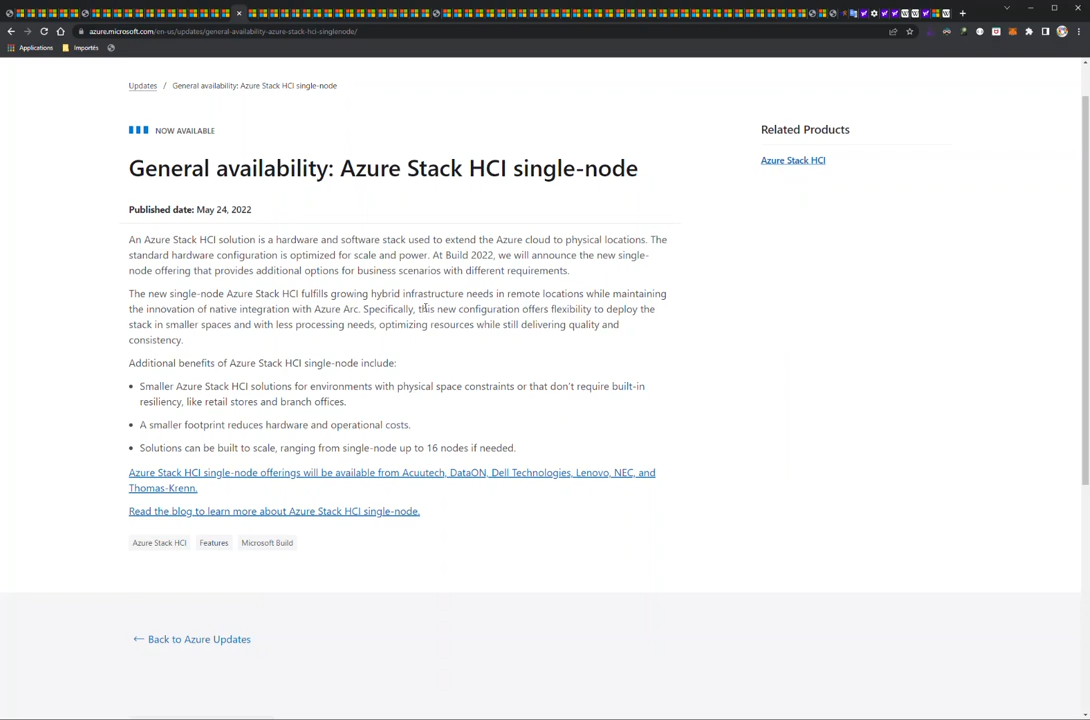 azure.microsoft.com/en-us/updates/general-availability-azure-stack-hci-singlenode/
Applications Importés
Updates / General availability: Azure Stack HCI single-node
NOW AVAILABLE
General availability: Azure Stack HCI single-node
Published date: May 24, 2022
An Azure Stack HCI solution is a hardware and software stack used to extend the Azure cloud to physical locations. The
standard hardware configuration is optimized for scale and power. At Build 2022, we will announce the new single-
node offering that provides additional options for business scenarios with different requirements.
The new single-node Azure Stack HCI fulfills growing hybrid infrastructure needs in remote locations while maintaining
the innovation of native integration with Azure Arc. Specifically, this new configuration offers flexibility to deploy the
stack in smaller spaces and with less processing needs, optimizing resources while still delivering quality and
consistency.
Additional benefits of Azure Stack HCI single-node include:
• Smaller Azure Stack HCI solutions for environments with physical space constraints or that don't require built-in
resiliency, like retail stores and branch offices.
• A smaller footprint reduces hardware and operational costs.
• Solutions can be built to scale, ranging from single-node up to 16 nodes if needed.
Azure Stack HCI single-node offerings will be available from Acuutech, DataON, Dell Technologies, Lenovo, NEC, and
Thomas-Krenn.
Read the blog to learn more about Azure Stack HCI single-node.
Azure Stack HCI Features Microsoft Build
← Back to Azure Updates
Related Products
Azure Stack HCI